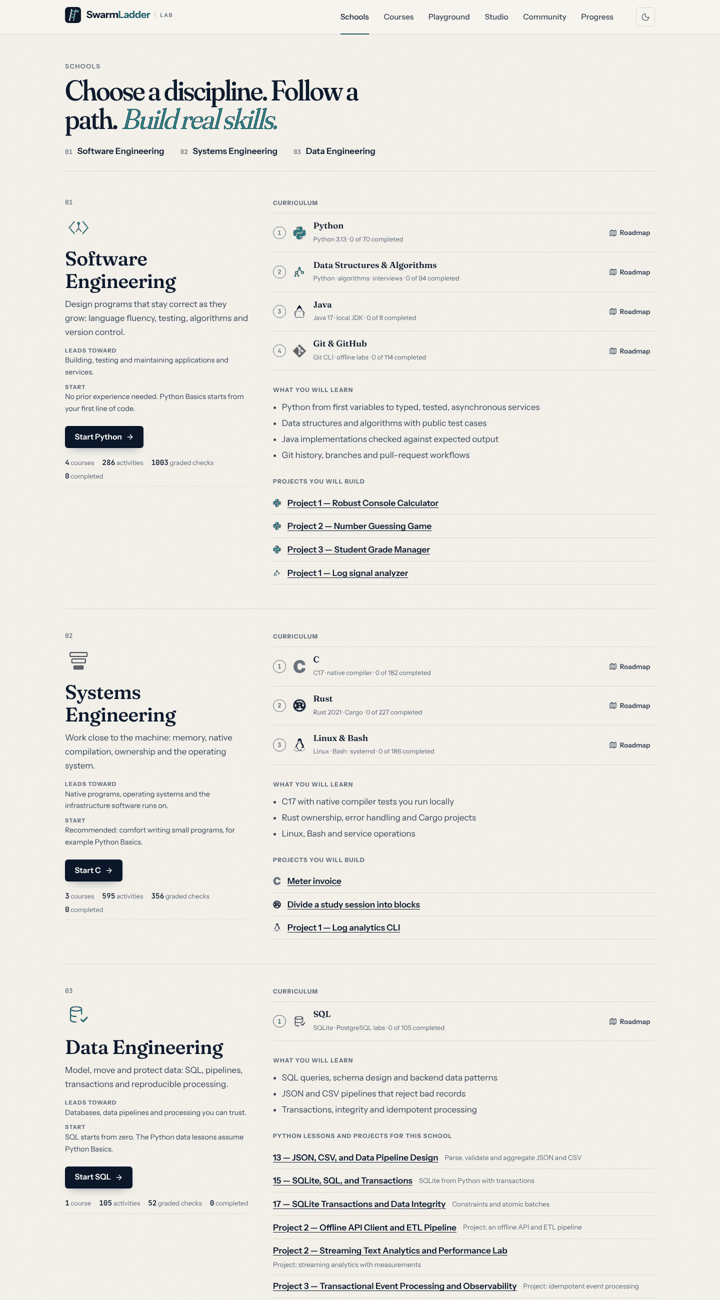 SwarmLadder | LAB
Schools Courses Playground Studio Community Progress
SCHOOLS
Choose a discipline. Follow a
path. Build real skills.
01 Software Engineering 02 Systems Engineering 03 Data Engineering
01
Software
Engineering
Design programs that stay correct as they
grow: language fluency, testing, algorithms and
version control.
LEADS TOWARD
Building, testing and maintaining applications and
services.
START
No prior experience needed. Python Basics starts from
your first line of code.
Start Python →
4 courses 286 activities 1003 graded checks
0 completed
CURRICULUM
1 Python Roadmap
Python 3.13 · 0 of 70 completed
2 Data Structures & Algorithms Roadmap
Python · algorithms · interviews · 0 of 94 completed
3 Java Roadmap
Java 17 · local JDK · 0 of 8 completed
4 Git & GitHub Roadmap
Git CLI · offline labs · 0 of 114 completed
WHAT YOU WILL LEARN
• Python from first variables to typed, tested, asynchronous services
• Data structures and algorithms with public test cases
• Java implementations checked against expected output
• Git history, branches and pull-request workflows
PROJECTS YOU WILL BUILD
Project 1 — Robust Console Calculator
Project 2 — Number Guessing Game
Project 3 — Student Grade Manager
Project 1 — Log signal analyzer
02
Systems
Engineering
Work close to the machine: memory, native
compilation, ownership and the operating
system.
LEADS TOWARD
Native programs, operating systems and the
infrastructure software runs on.
START
Recommended: comfort writing small programs, for
example Python Basics.
Start C →
3 courses 595 activities 356 graded checks
0 completed
CURRICULUM
1 C Roadmap
C17 · native compiler · 0 of 182 completed
2 Rust Roadmap
Rust 2021 · Cargo · 0 of 227 completed
3 Linux & Bash Roadmap
Linux · Bash · systemd · 0 of 186 completed
WHAT YOU WILL LEARN
• C17 with native compiler tests you run locally
• Rust ownership, error handling and Cargo projects
• Linux, Bash and service operations
PROJECTS YOU WILL BUILD
Meter invoice
Divide a study session into blocks
Project 1 — Log analytics CLI
03
Data Engineering
Model, move and protect data: SQL, pipelines,
transactions and reproducible processing.
LEADS TOWARD
Databases, data pipelines and processing you can trust.
START
SQL starts from zero. The Python data lessons assume
Python Basics.
Start SQL →
1 course 105 activities 52 graded checks 0 completed
CURRICULUM
1 SQL Roadmap
SQLite · PostgreSQL labs · 0 of 105 completed
WHAT YOU WILL LEARN
• SQL queries, schema design and backend data patterns
• JSON and CSV pipelines that reject bad records
• Transactions, integrity and idempotent processing
PYTHON LESSONS AND PROJECTS FOR THIS SCHOOL
13 — JSON, CSV, and Data Pipeline Design Parse, validate and aggregate JSON and CSV
15 — SQLite, SQL, and Transactions SQLite from Python with transactions
17 — SQLite Transactions and Data Integrity Constraints and atomic batches
Project 2 — Offline API Client and ETL Pipeline Project: an offline API and ETL pipeline
Project 2 — Streaming Text Analytics and Performance Lab
Project: streaming analytics with measurements
Project 3 — Transactional Event Processing and Observability Project: idempotent event processing